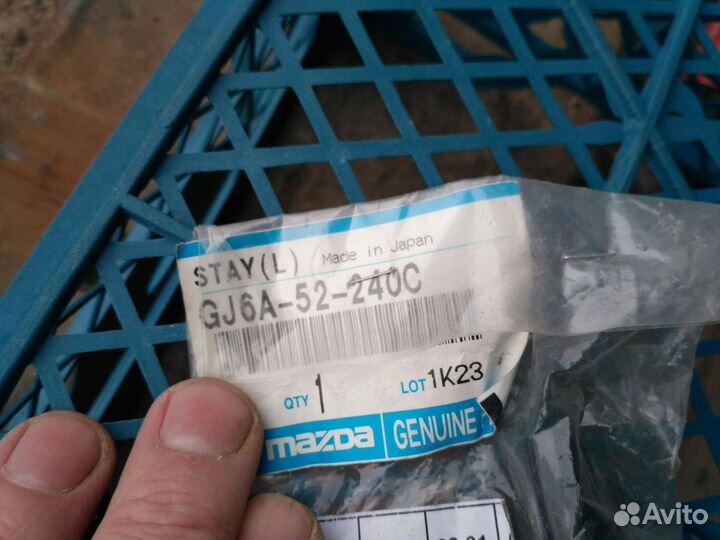 STAY(L) Made in Japan
GJ6A-52-240C
QTY 1 LOT 1K23
mazda GENUINE
Avito